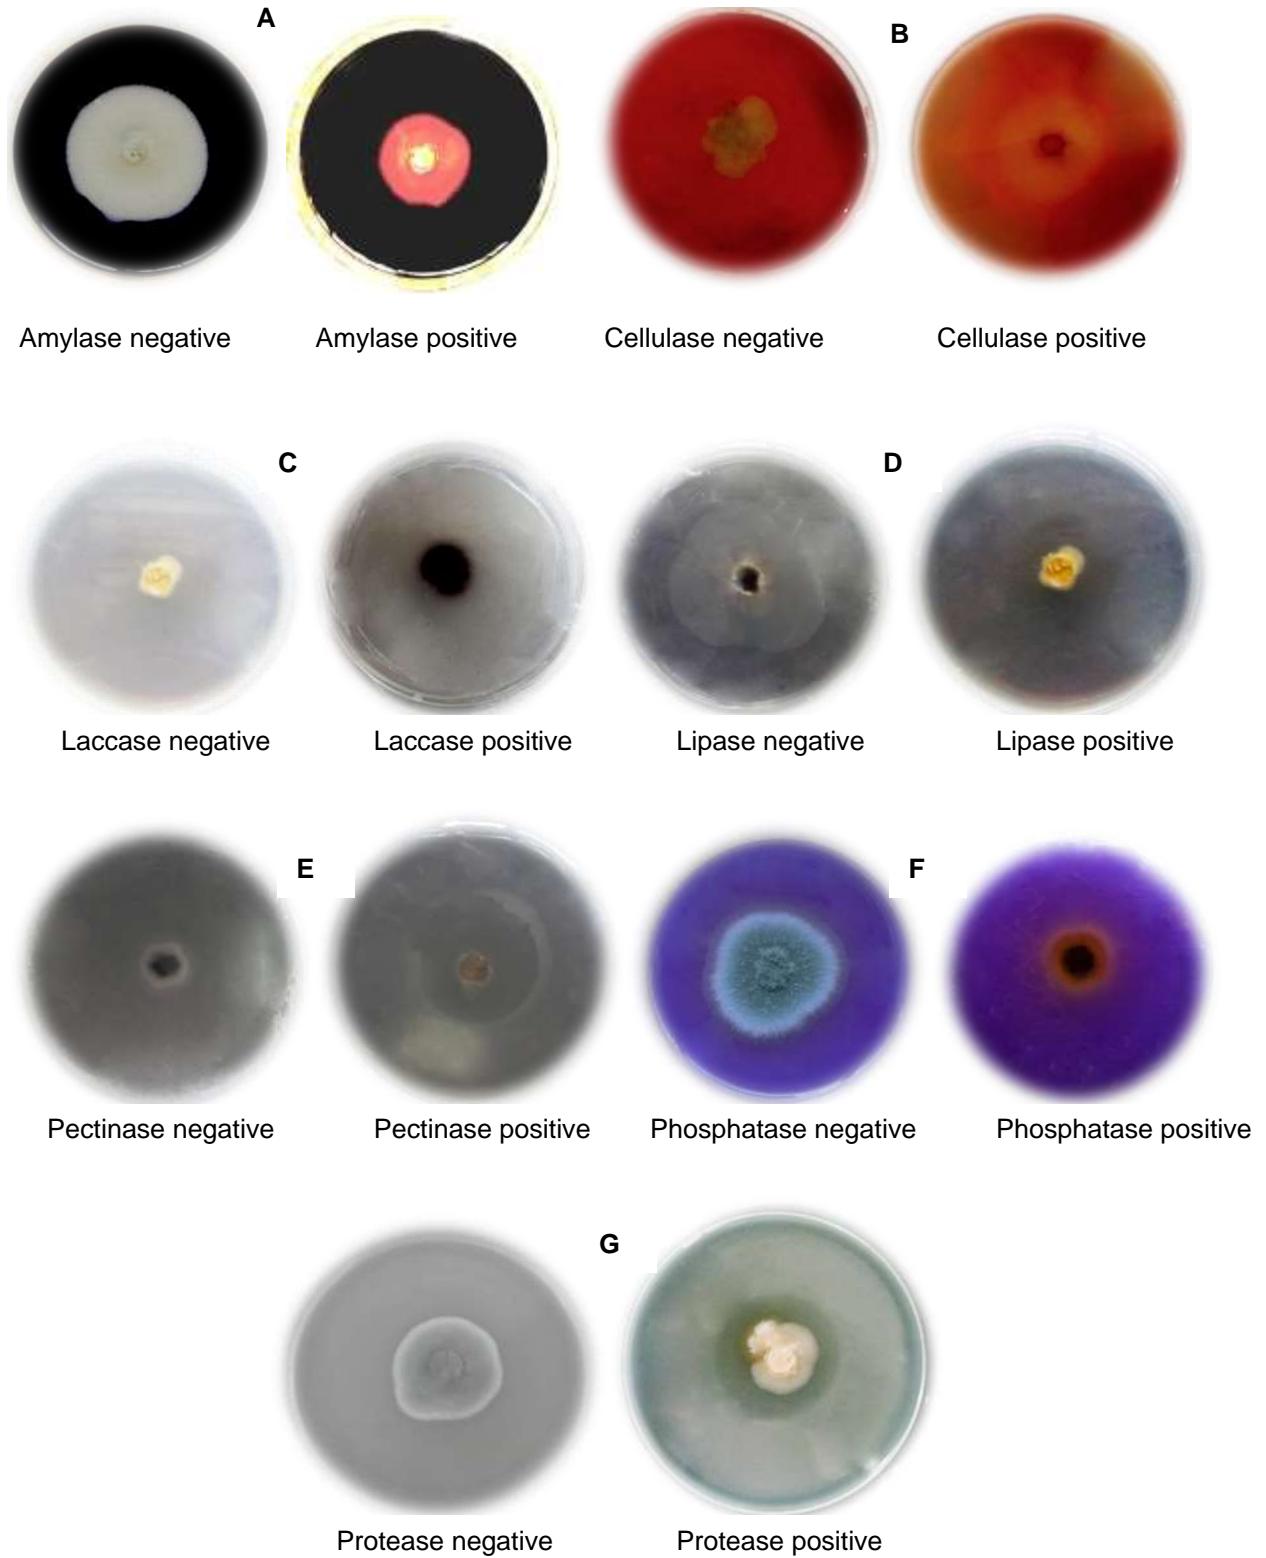 A
B
Amylase negative Amylase positive Cellulase negative Cellulase positive
C
D
Laccase negative Laccase positive Lipase negative Lipase positive
E
F
Pectinase negative Pectinase positive Phosphatase negative Phosphatase positive
G
Protease negative Protease positive